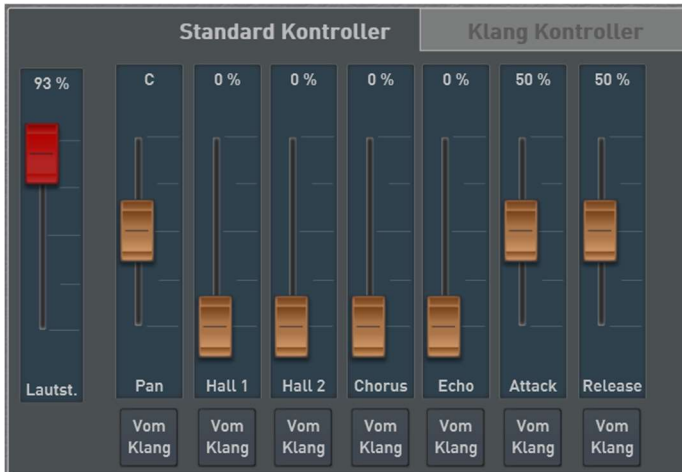 Standard Kontroller Klang Kontroller
93 % C 0 % 0 % 0 % 0 % 50 % 50 %
Lautst. Pan Hall 1 Hall 2 Chorus Echo Attack Release
Vom Vom Vom Vom Vom Vom Vom
Klang Klang Klang Klang Klang Klang Klang